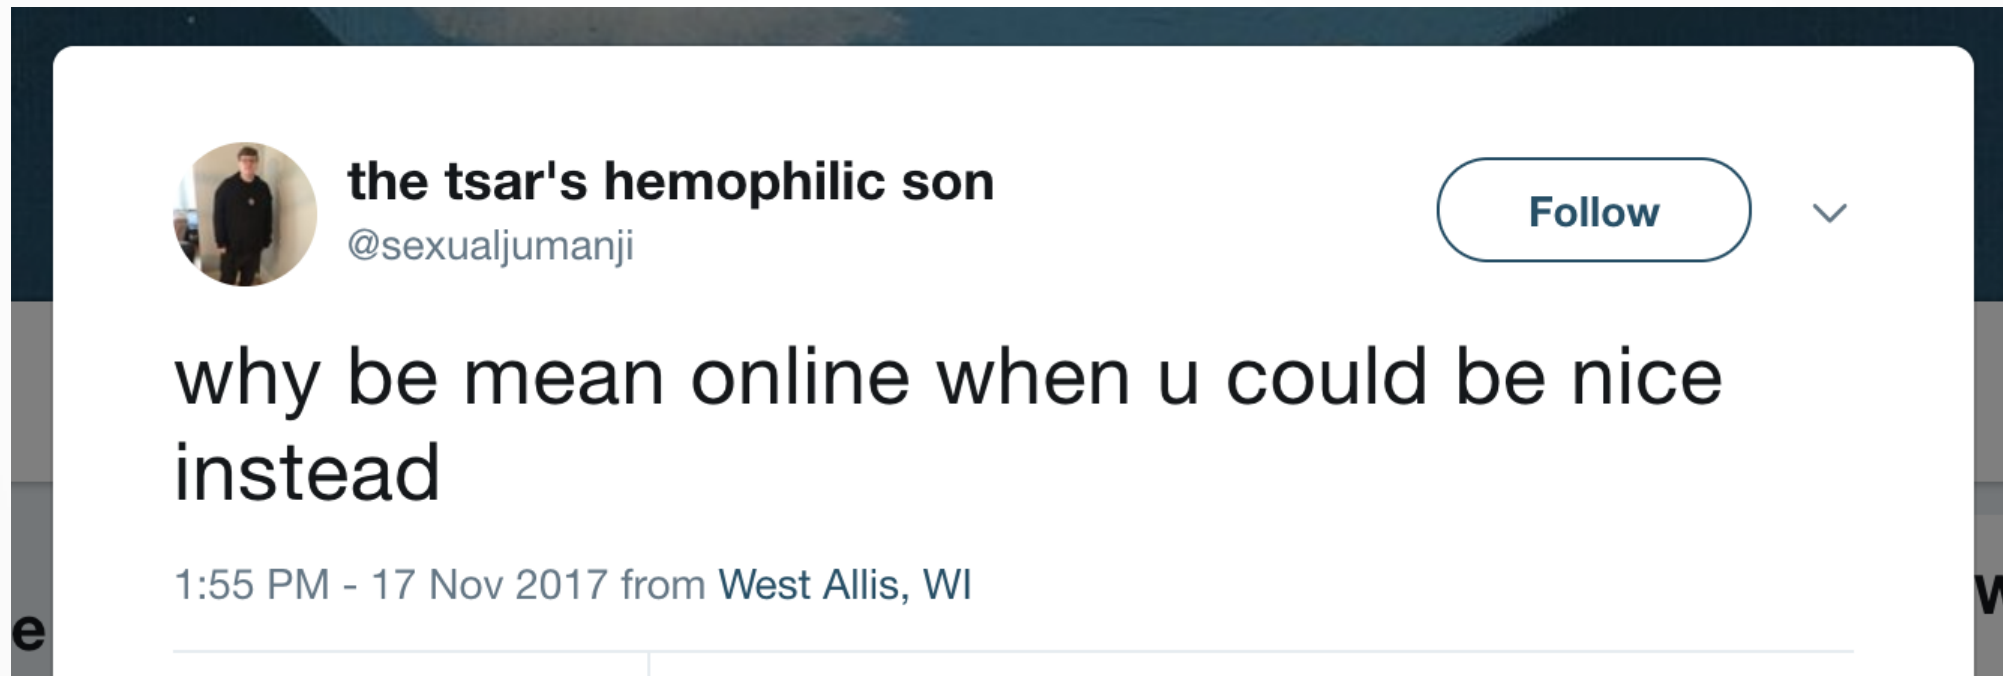 the tsar's hemophilic son
@sexualjumanji
Follow
why be mean online when u could be nice
instead
1:55 PM - 17 Nov 2017 from West Allis, WI
e